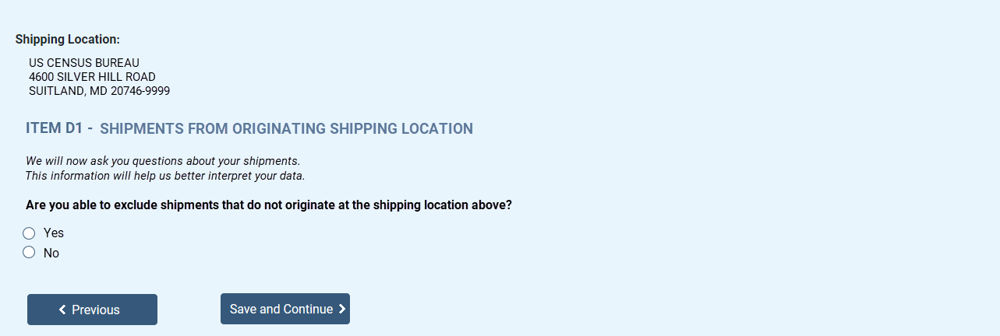 Shipping Location:
US CENSUS BUREAU
4600 SILVER HILL ROAD
SUITLAND, MD 20746-9999
ITEM D1 - SHIPMENTS FROM ORIGINATING SHIPPING LOCATION
We will now ask you questions about your shipments.
This information will help us better interpret your data.
Are you able to exclude shipments that do not originate at the shipping location above?
Yes
No
Previous
Save and Continue